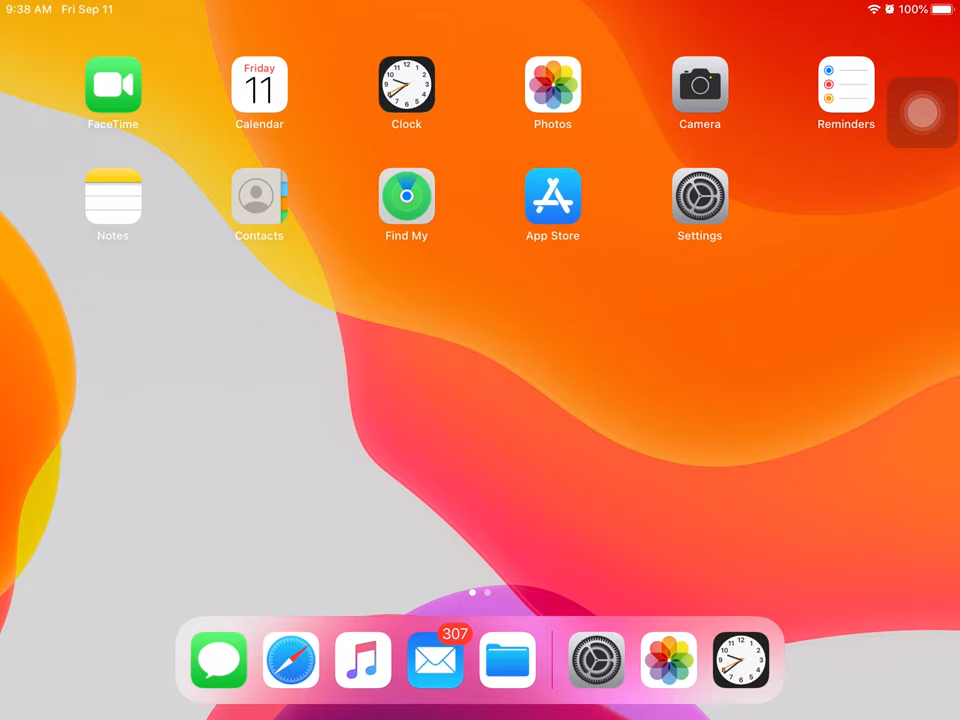 9:38 AM Fri Sep 11 100%
Friday
11
FaceTime Calendar Clock Photos Camera Reminders
Notes Contacts Find My App Store Settings
307